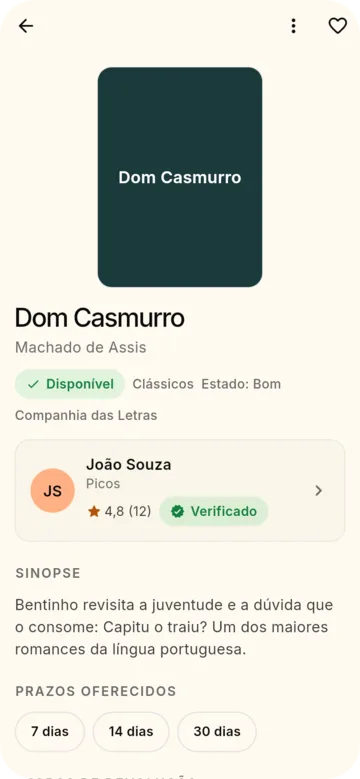 Dom Casmurro
Dom Casmurro
Machado de Assis
Disponível Clássicos Estado: Bom
Companhia das Letras
JS
João Souza
Picos
4,8 (12) Verificado
SINOPSE
Bentinho revisita a juventude e a dúvida que
o consome: Capitu o traiu? Um dos maiores
romances da língua portuguesa.
PRAZOS OFERECIDOS
7 dias 14 dias 30 dias